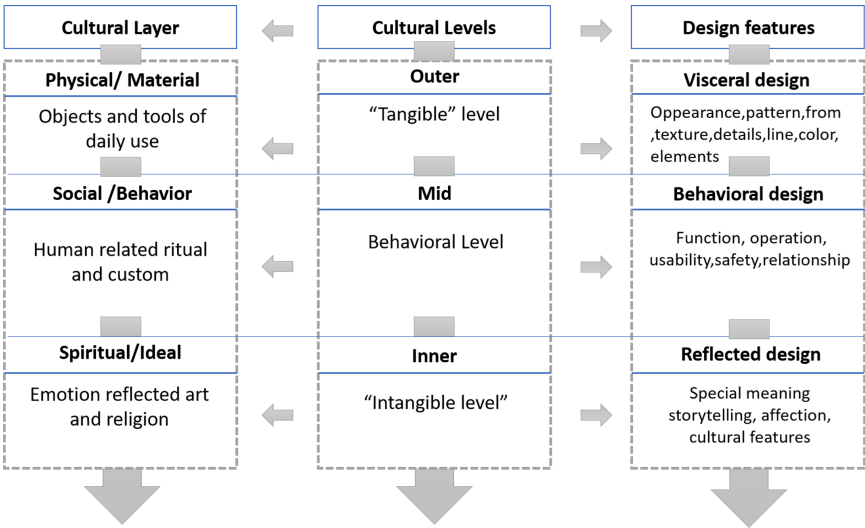 Cultural Layer
Cultural Levels
Design features
Physical/ Material
Outer
Visceral design
Objects and tools of
daily use
“Tangible” level
Oppearance,pattern,from
,texture,details,line,color,
elements
Social /Behavior
Mid
Behavioral design
Human related ritual
and custom
Behavioral Level
Function, operation,
usability,safety,relationship
Spiritual/Ideal
Inner
Reflected design
Emotion reflected art
and religion
“Intangible level”
Special meaning
storytelling, affection,
cultural features